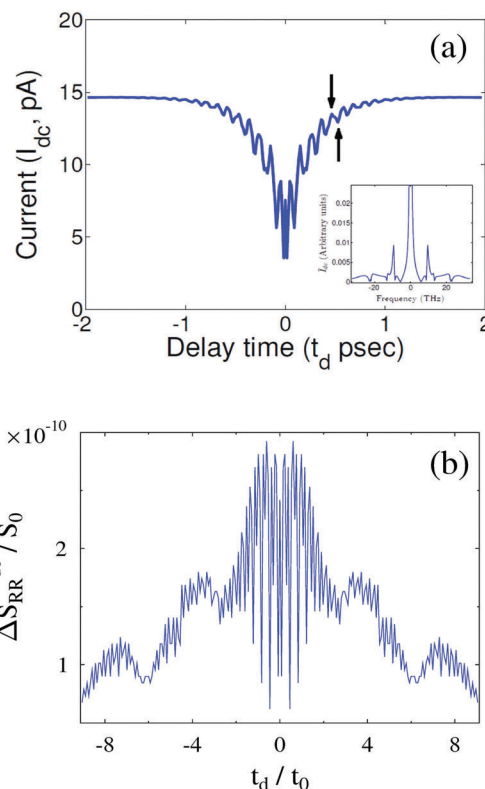 20
15
10
5
0
Current (I_dc, pA)
(a)
0.02
0.015
0.01
0.005
0
I_dc (Arbitrary units)
-20 0 20
Frequency (THz)
-2 -1 0 1 2
Delay time (t_d psec)
×10^-10
(b)
2
1
ΔS_RR / S_0
-8 -4 0 4 8
t_d / t_0